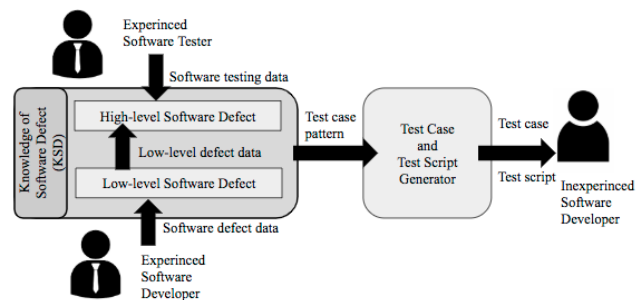 Experinced
Software Tester
Software testing data
Knowledge of
Software Defect
(KSD)
High-level Software Defect
Low-level defect data
Low-level Software Defect
Software defect data
Experinced
Software
Developer
Test case
pattern
Test Case
and
Test Script
Generator
Test case
Test script
Inexperinced
Software
Developer